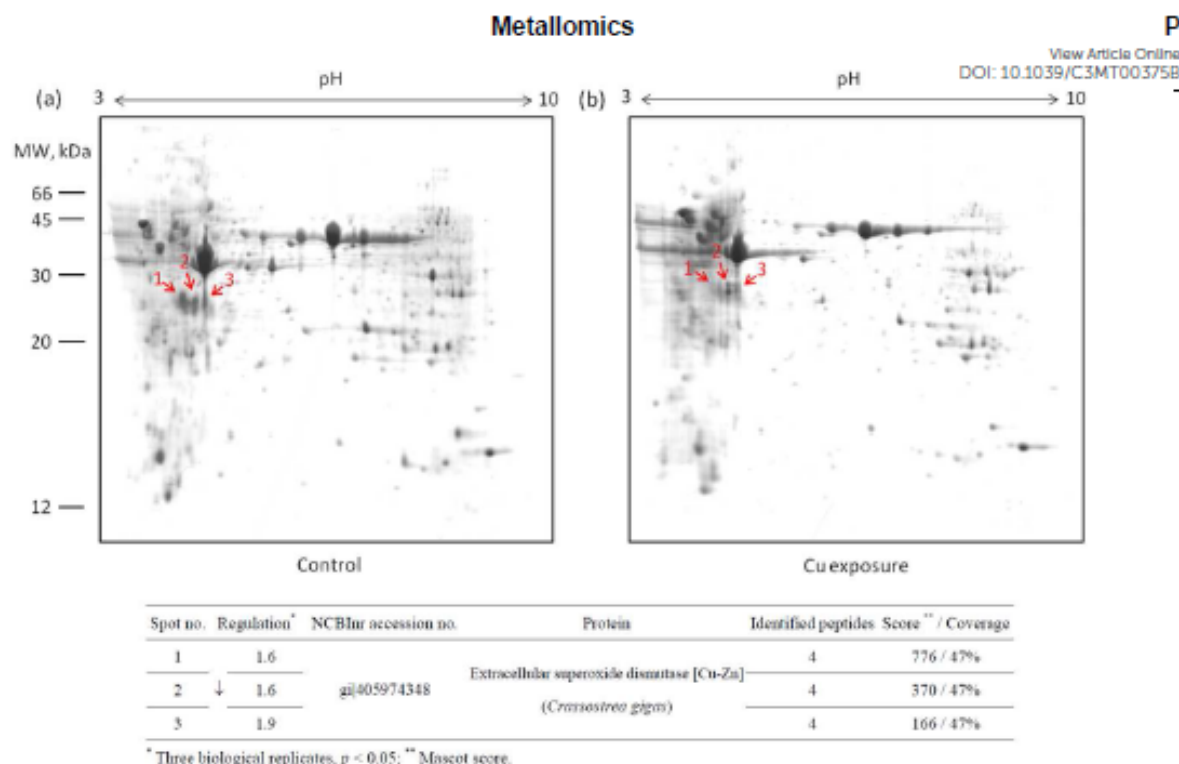 Metallomics
P
View Article Online
DOI: 10.1039/C3MT00375B
(a) 3 pH 10 (b) 3 pH 10
MW, kDa
66
45
30
20
12
1 2 3
1 2 3
Control Cu exposure
Spot no. Regulation* NCBInr accession no. Protein Identified peptides Score** / Coverage
1 1.6 4 776 / 47%
2 ↓ 1.6 gi|405974348 Extracellular superoxide dismutase [Cu-Zn] 4 370 / 47%
(Crassostrea gigas)
3 1.9 4 166 / 47%
* Three biological replicates, p < 0.05; ** Mascot score.